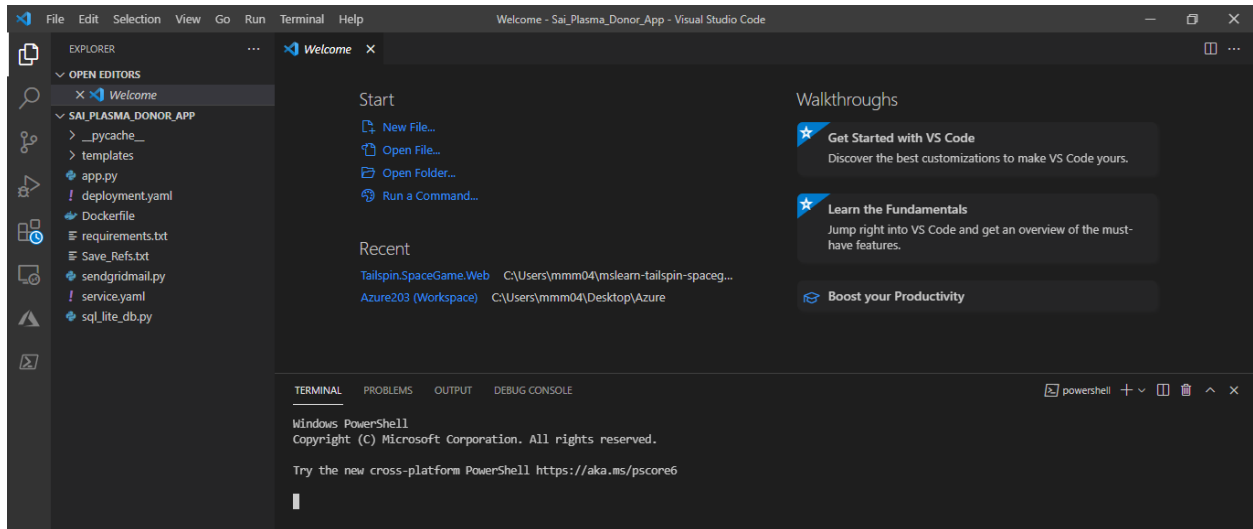 File Edit Selection View Go Run Terminal Help
Welcome - Sai_Plasma_Donor_App - Visual Studio Code
EXPLORER
OPEN EDITORS
Welcome
SAI_PLASMA_DONOR_APP
__pycache__
templates
app.py
deployment.yaml
Dockerfile
requirements.txt
Save_Refs.txt
sendgridmail.py
service.yaml
sql_lite_db.py
Welcome
Start
New File...
Open File...
Open Folder...
Run a Command...
Recent
Tailspin.SpaceGame.Web C:\Users\mmm04\mslearn-tailspin-spaceg...
Azure203 (Workspace) C:\Users\mmm04\Desktop\Azure
Walkthroughs
Get Started with VS Code
Discover the best customizations to make VS Code yours.
Learn the Fundamentals
Jump right into VS Code and get an overview of the must-
have features.
Boost your Productivity
TERMINAL PROBLEMS OUTPUT DEBUG CONSOLE
powershell
Windows PowerShell
Copyright (C) Microsoft Corporation. All rights reserved.
Try the new cross-platform PowerShell https://aka.ms/pscore6